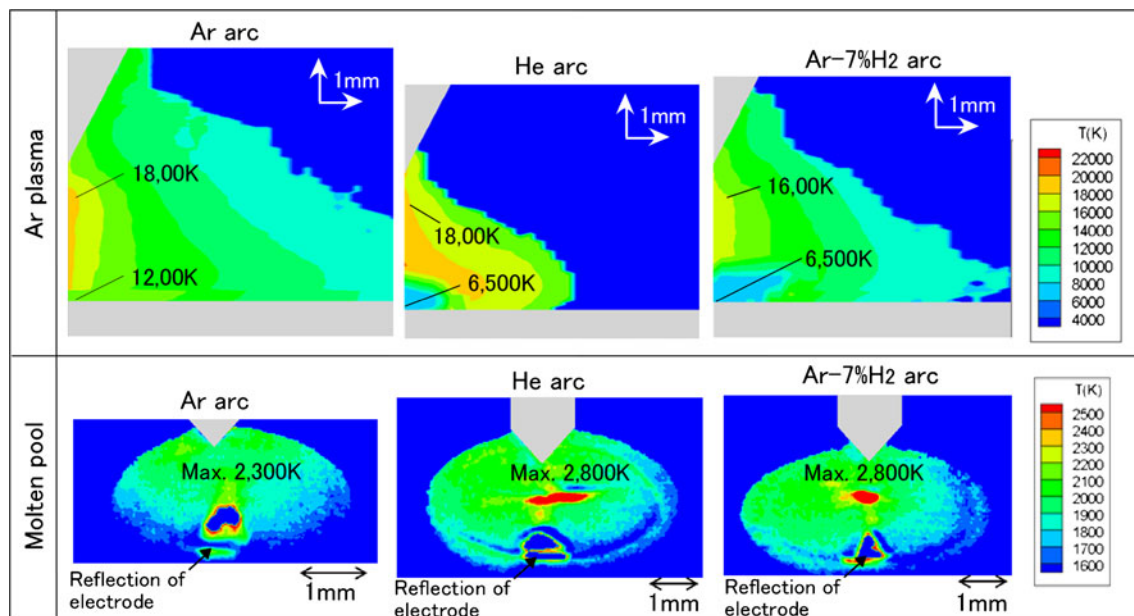 Ar plasma
Ar arc
1mm
18,00K
12,00K
He arc
1mm
18,00K
6,500K
Ar-7%H2 arc
1mm
16,00K
6,500K
T(K)
22000
20000
18000
16000
14000
12000
10000
8000
6000
4000
Molten pool
Ar arc
Max. 2,300K
Reflection of
electrode
1mm
He arc
Max. 2,800K
Reflection of
electrode
1mm
Ar-7%H2 arc
Max. 2,800K
Reflection of
electrode
1mm
T(K)
2500
2400
2300
2200
2100
2000
1900
1800
1700
1600